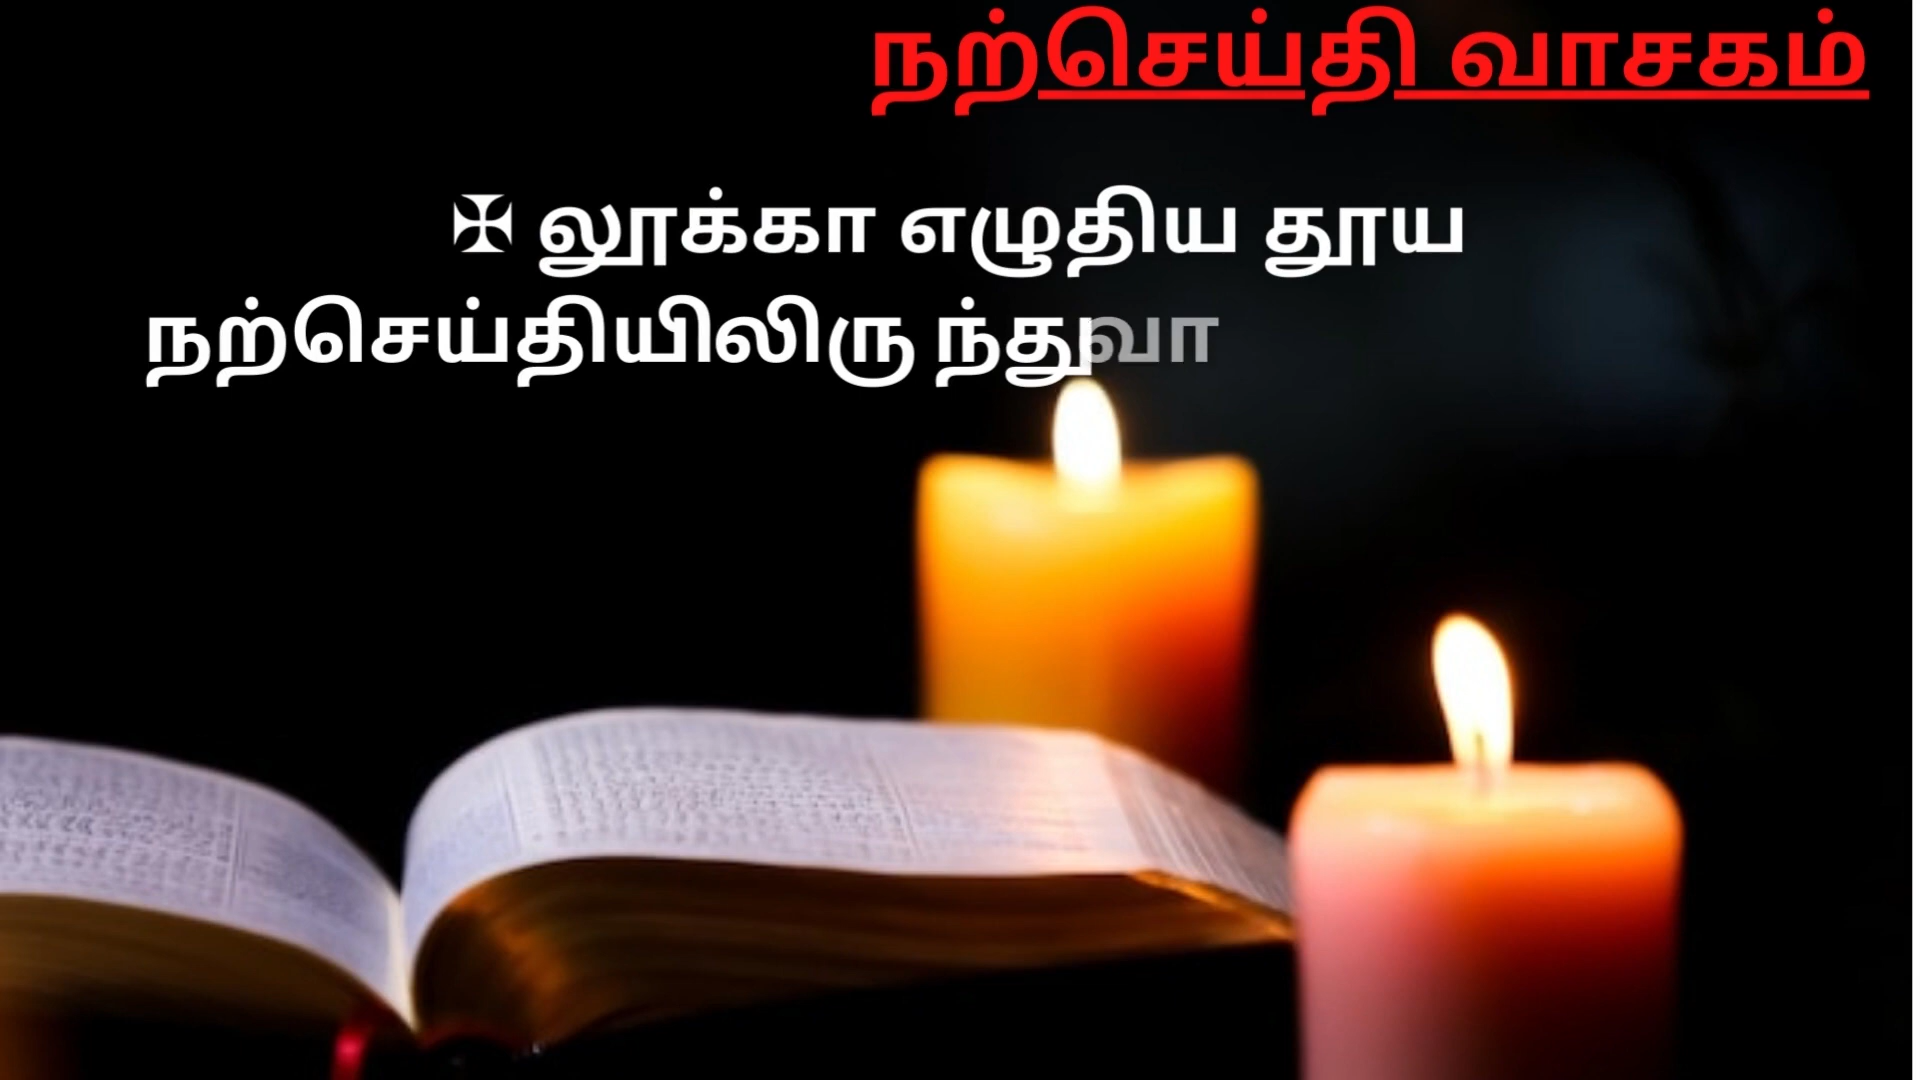 நற்செய்தி வாசகம்
✠ லூக்கா எழுதிய தூய
நற்செய்தியிலிரு ந்துவா